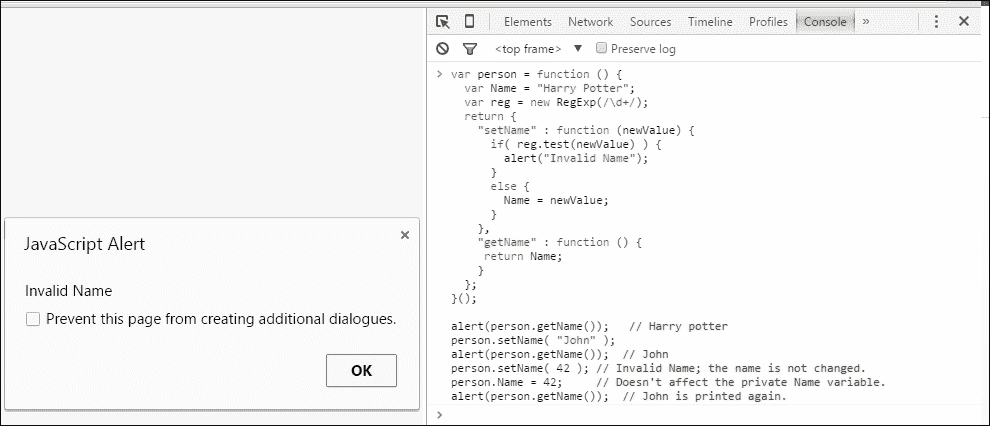 Elements Network Sources Timeline Profiles Console »
<top frame> ▼ Preserve log
> var person = function () {
var Name = "Harry Potter";
var reg = new RegExp(/\d+/);
return {
"setName" : function (newValue) {
if( reg.test(newValue) ) {
alert("Invalid Name");
}
else {
Name = newValue;
}
},
"getName" : function () {
return Name;
}
};
}();
alert(person.getName());   // Harry potter
person.setName( "John" );
alert(person.getName());  // John
person.setName( 42 ); // Invalid Name; the name is not changed.
person.Name = 42;     // Doesn't affect the private Name variable.
alert(person.getName());  // John is printed again.
>
JavaScript Alert
Invalid Name
Prevent this page from creating additional dialogues.
OK